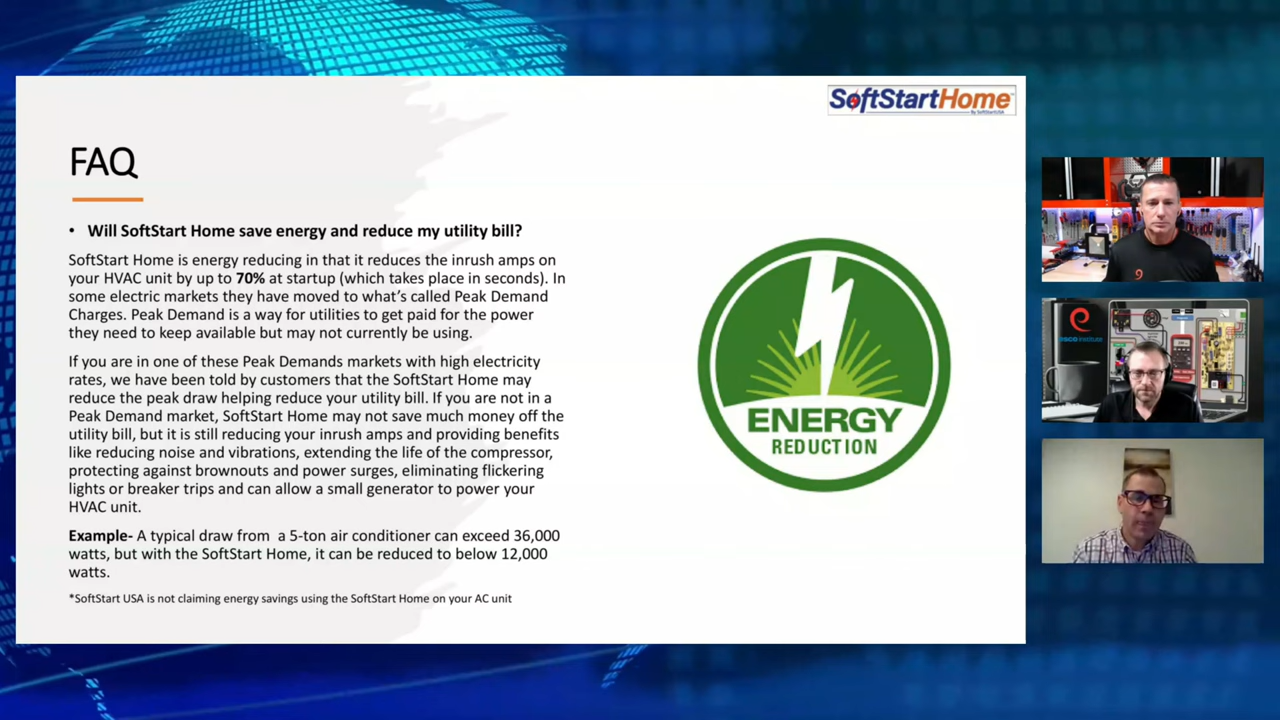 SoftStartHome
By SoftStartUSA
FAQ
• Will SoftStart Home save energy and reduce my utility bill?
SoftStart Home is energy reducing in that it reduces the inrush amps on
your HVAC unit by up to 70% at startup (which takes place in seconds). In
some electric markets they have moved to what's called Peak Demand
Charges. Peak Demand is a way for utilities to get paid for the power
they need to keep available but may not currently be using.
If you are in one of these Peak Demands markets with high electricity
rates, we have been told by customers that the SoftStart Home may
reduce the peak draw helping reduce your utility bill. If you are not in a
Peak Demand market, SoftStart Home may not save much money off the
utility bill, but it is still reducing your inrush amps and providing benefits
like reducing noise and vibrations, extending the life of the compressor,
protecting against brownouts and power surges, eliminating flickering
lights or breaker trips and can allow a small generator to power your
HVAC unit.
Example- A typical draw from a 5-ton air conditioner can exceed 36,000
watts, but with the SoftStart Home, it can be reduced to below 12,000
watts.
*SoftStart USA is not claiming energy savings using the SoftStart Home on your AC unit
ENERGY
REDUCTION
esco institute